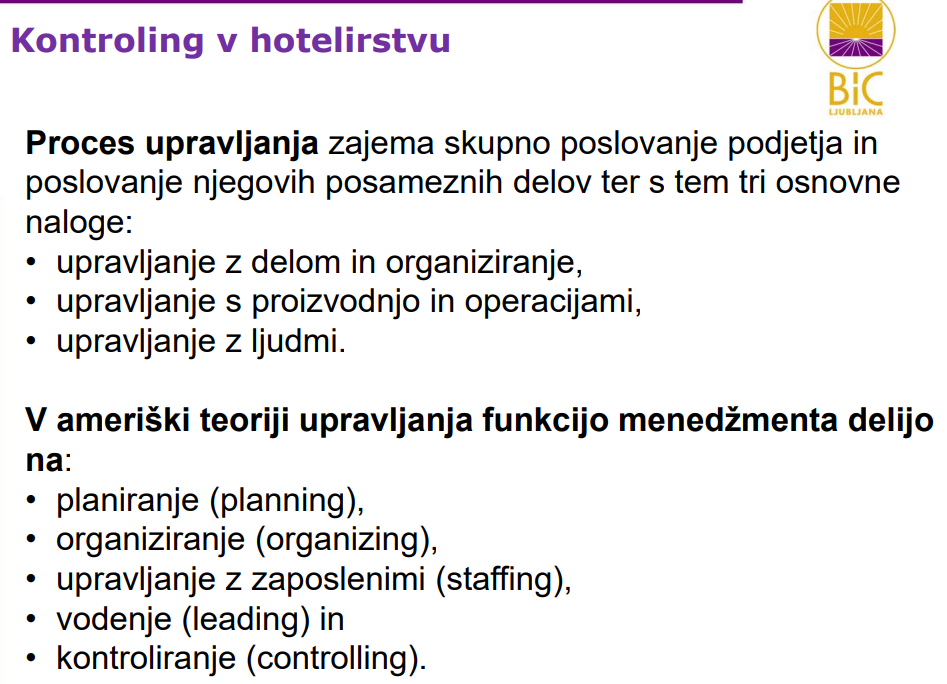 Kontroling v hotelirstvu
BIC
LJUBLJANA
Proces upravljanja zajema skupno poslovanje podjetja in
poslovanje njegovih posameznih delov ter s tem tri osnovne
naloge:
• upravljanje z delom in organiziranje,
• upravljanje s proizvodnjo in operacijami,
• upravljanje z ljudmi.
V ameriški teoriji upravljanja funkcijo menedžmenta delijo
na:
• planiranje (planning),
• organiziranje (organizing),
• upravljanje z zaposlenimi (staffing),
• vodenje (leading) in
• kontroliranje (controlling).